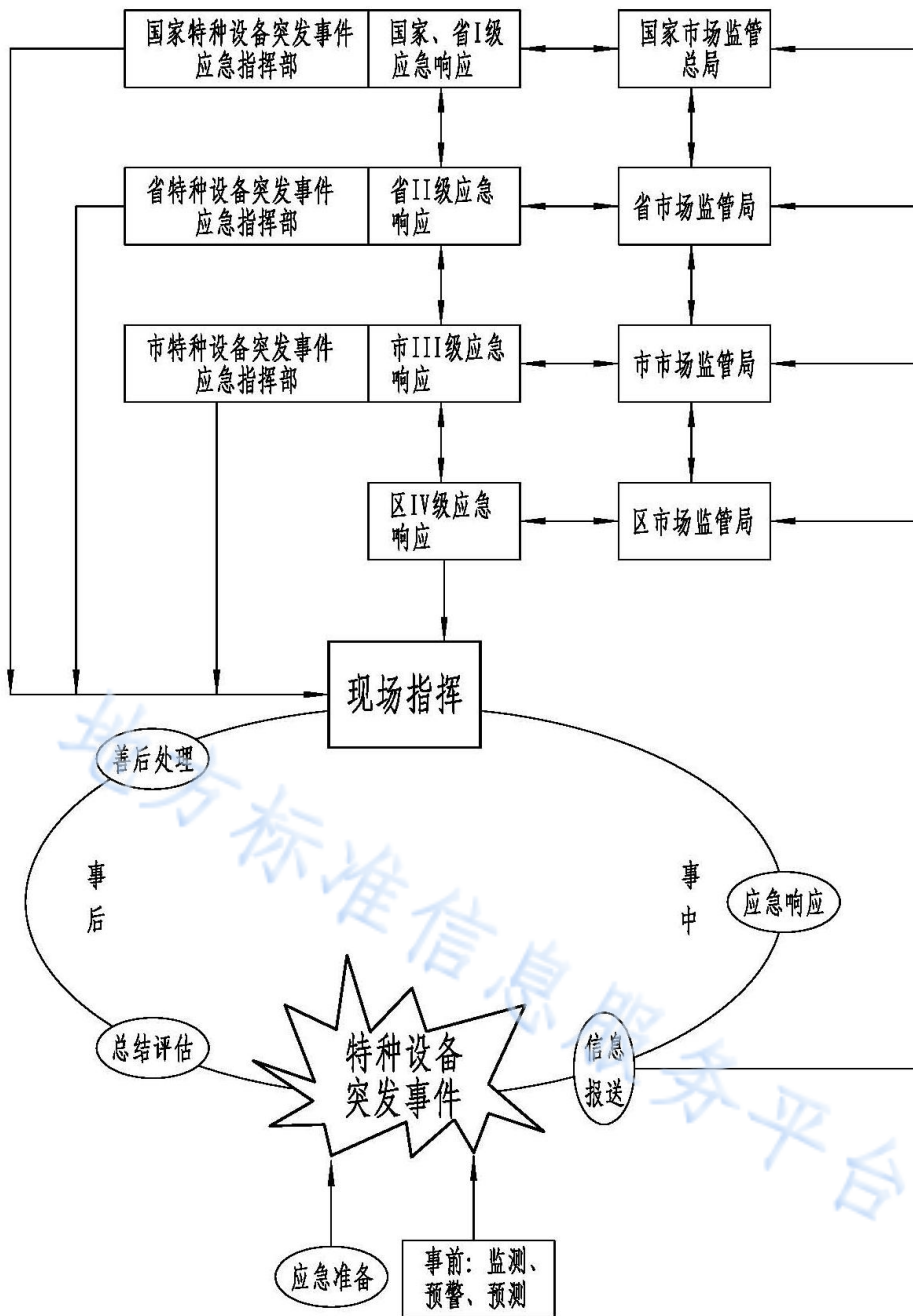 国家特种设备突发事件
应急指挥部
国家、省I级
应急响应
国家市场监管
总局
省特种设备突发事件
应急指挥部
省II级应急
响应
省市场监管局
市特种设备突发事件
应急指挥部
市III级应急
响应
市市场监管局
区IV级应急
响应
区市场监管局
现场指挥
善后处理
事
后
事
中
应急响应
总结评估
特种设备
突发事件
信息
报送
应急准备
事前：监测、
预警、预测
地方标准信息服务平台